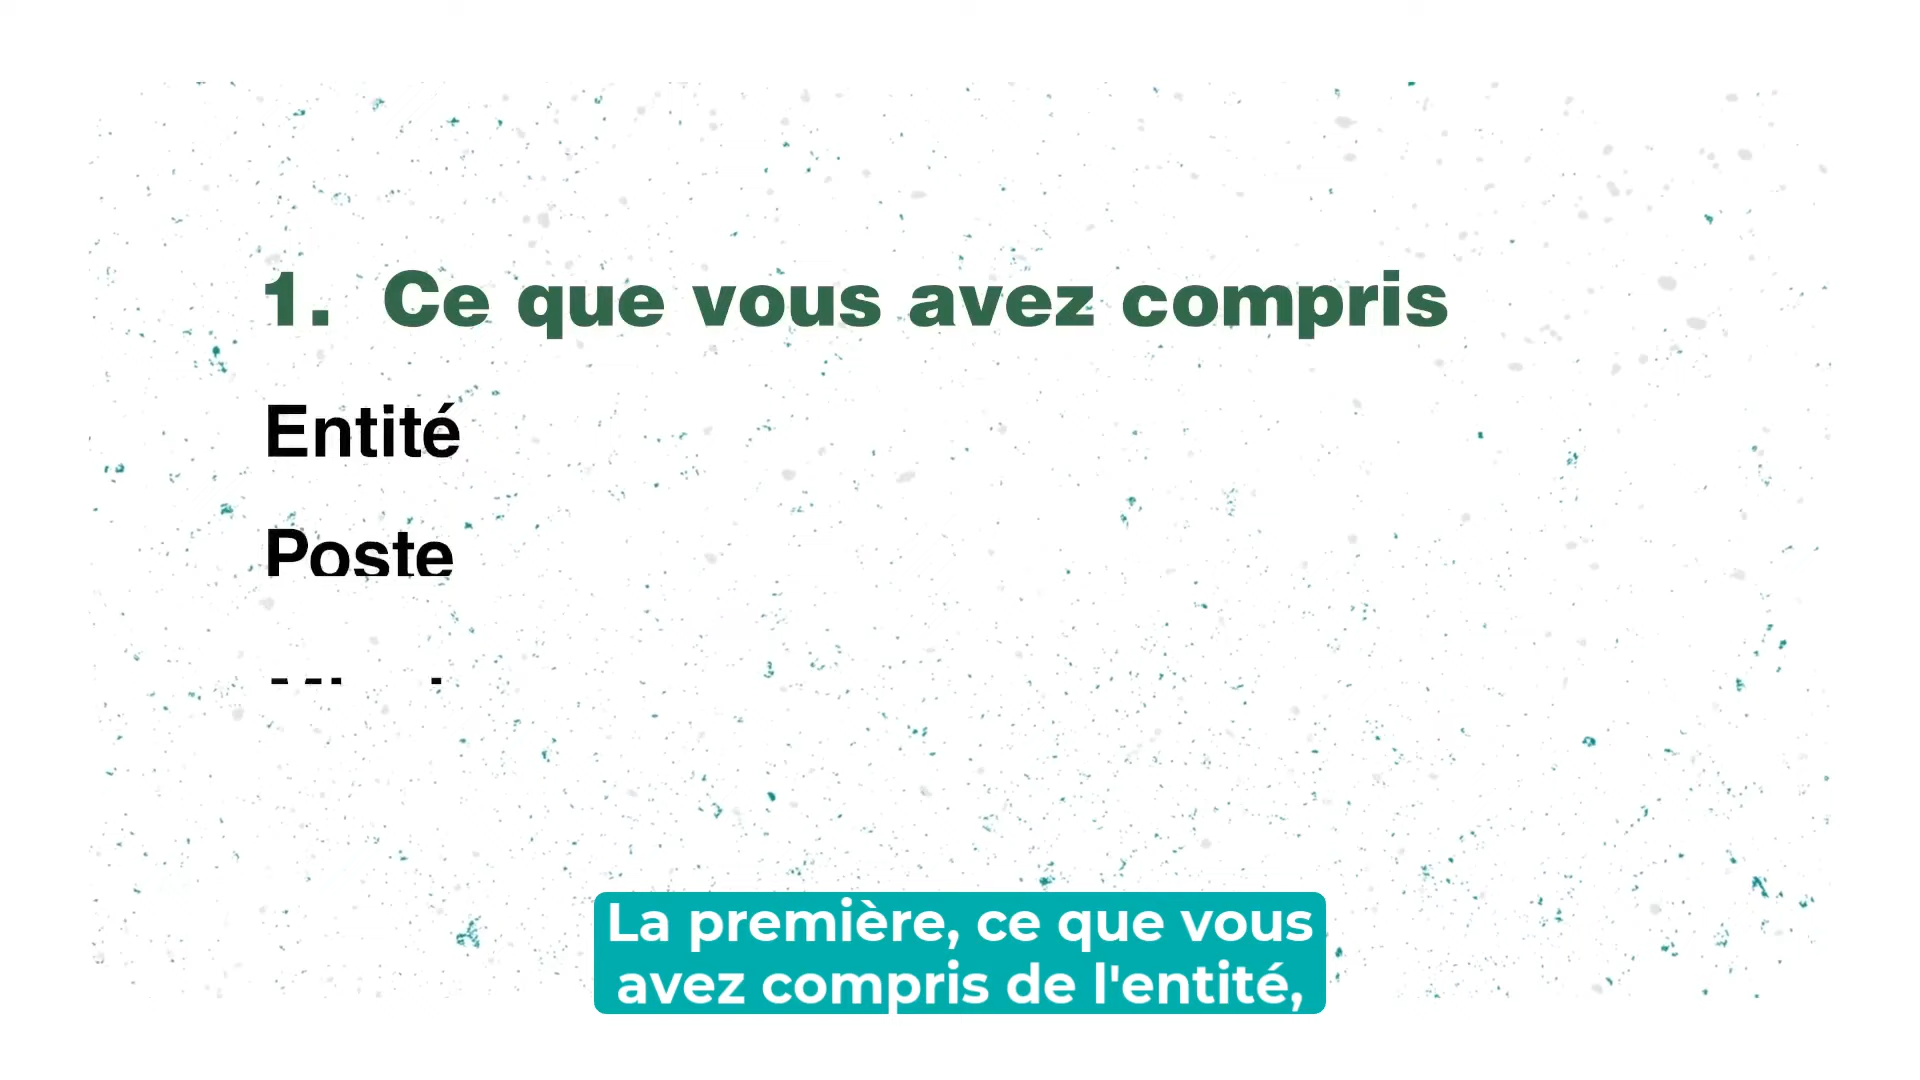 1. Ce que vous avez compris
Entité
Poste
La première, ce que vous
avez compris de l'entité,